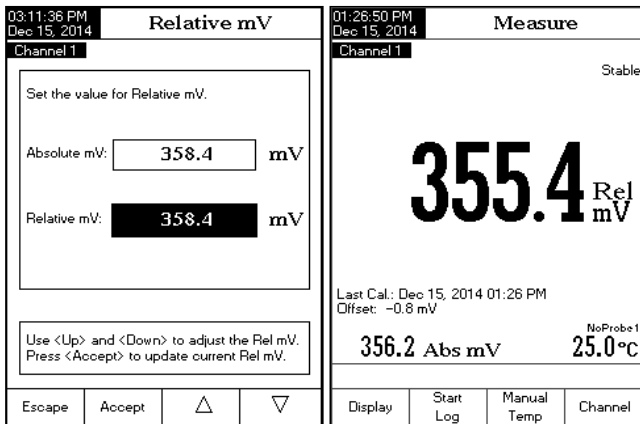 03:11:36 PM
Dec 15, 2014
Relative mV
Channel 1
Set the value for Relative mV.
Absolute mV: 358.4 mV
Relative mV: 358.4 mV
Use <Up> and <Down> to adjust the Rel mV.
Press <Accept> to update current Rel mV.
Escape Accept △ ▽
01:26:50 PM
Dec 15, 2014
Measure
Channel 1
Stable
355.4 Rel mV
Last Cal.: Dec 15, 2014 01:26 PM
Offset: -0.8 mV
356.2 Abs mV
NoProbe1
25.0°C
Display
Start Log
Manual Temp
Channel